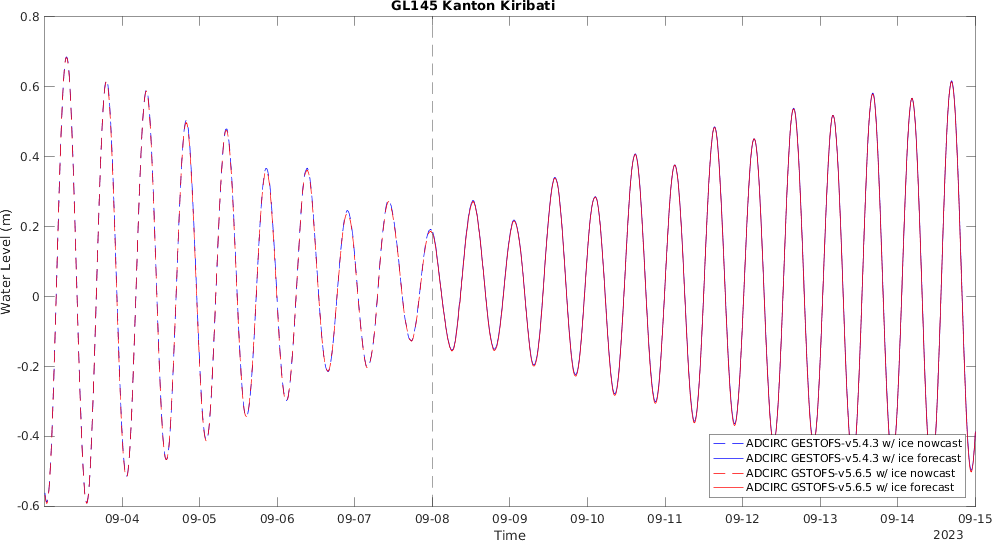 GL145 Kanton Kiribati
0.8
0.6
0.4
0.2
0
-0.2
-0.4
-0.6
Water Level (m)
09-04 09-05 09-06 09-07 09-08 09-09 09-10 09-11 09-12 09-13 09-14 09-15
Time
2023
ADCIRC GESTOFS-v5.4.3 w/ ice nowcast
ADCIRC GESTOFS-v5.4.3 w/ ice forecast
ADCIRC GSTOFS-v5.6.5 w/ ice nowcast
ADCIRC GSTOFS-v5.6.5 w/ ice forecast